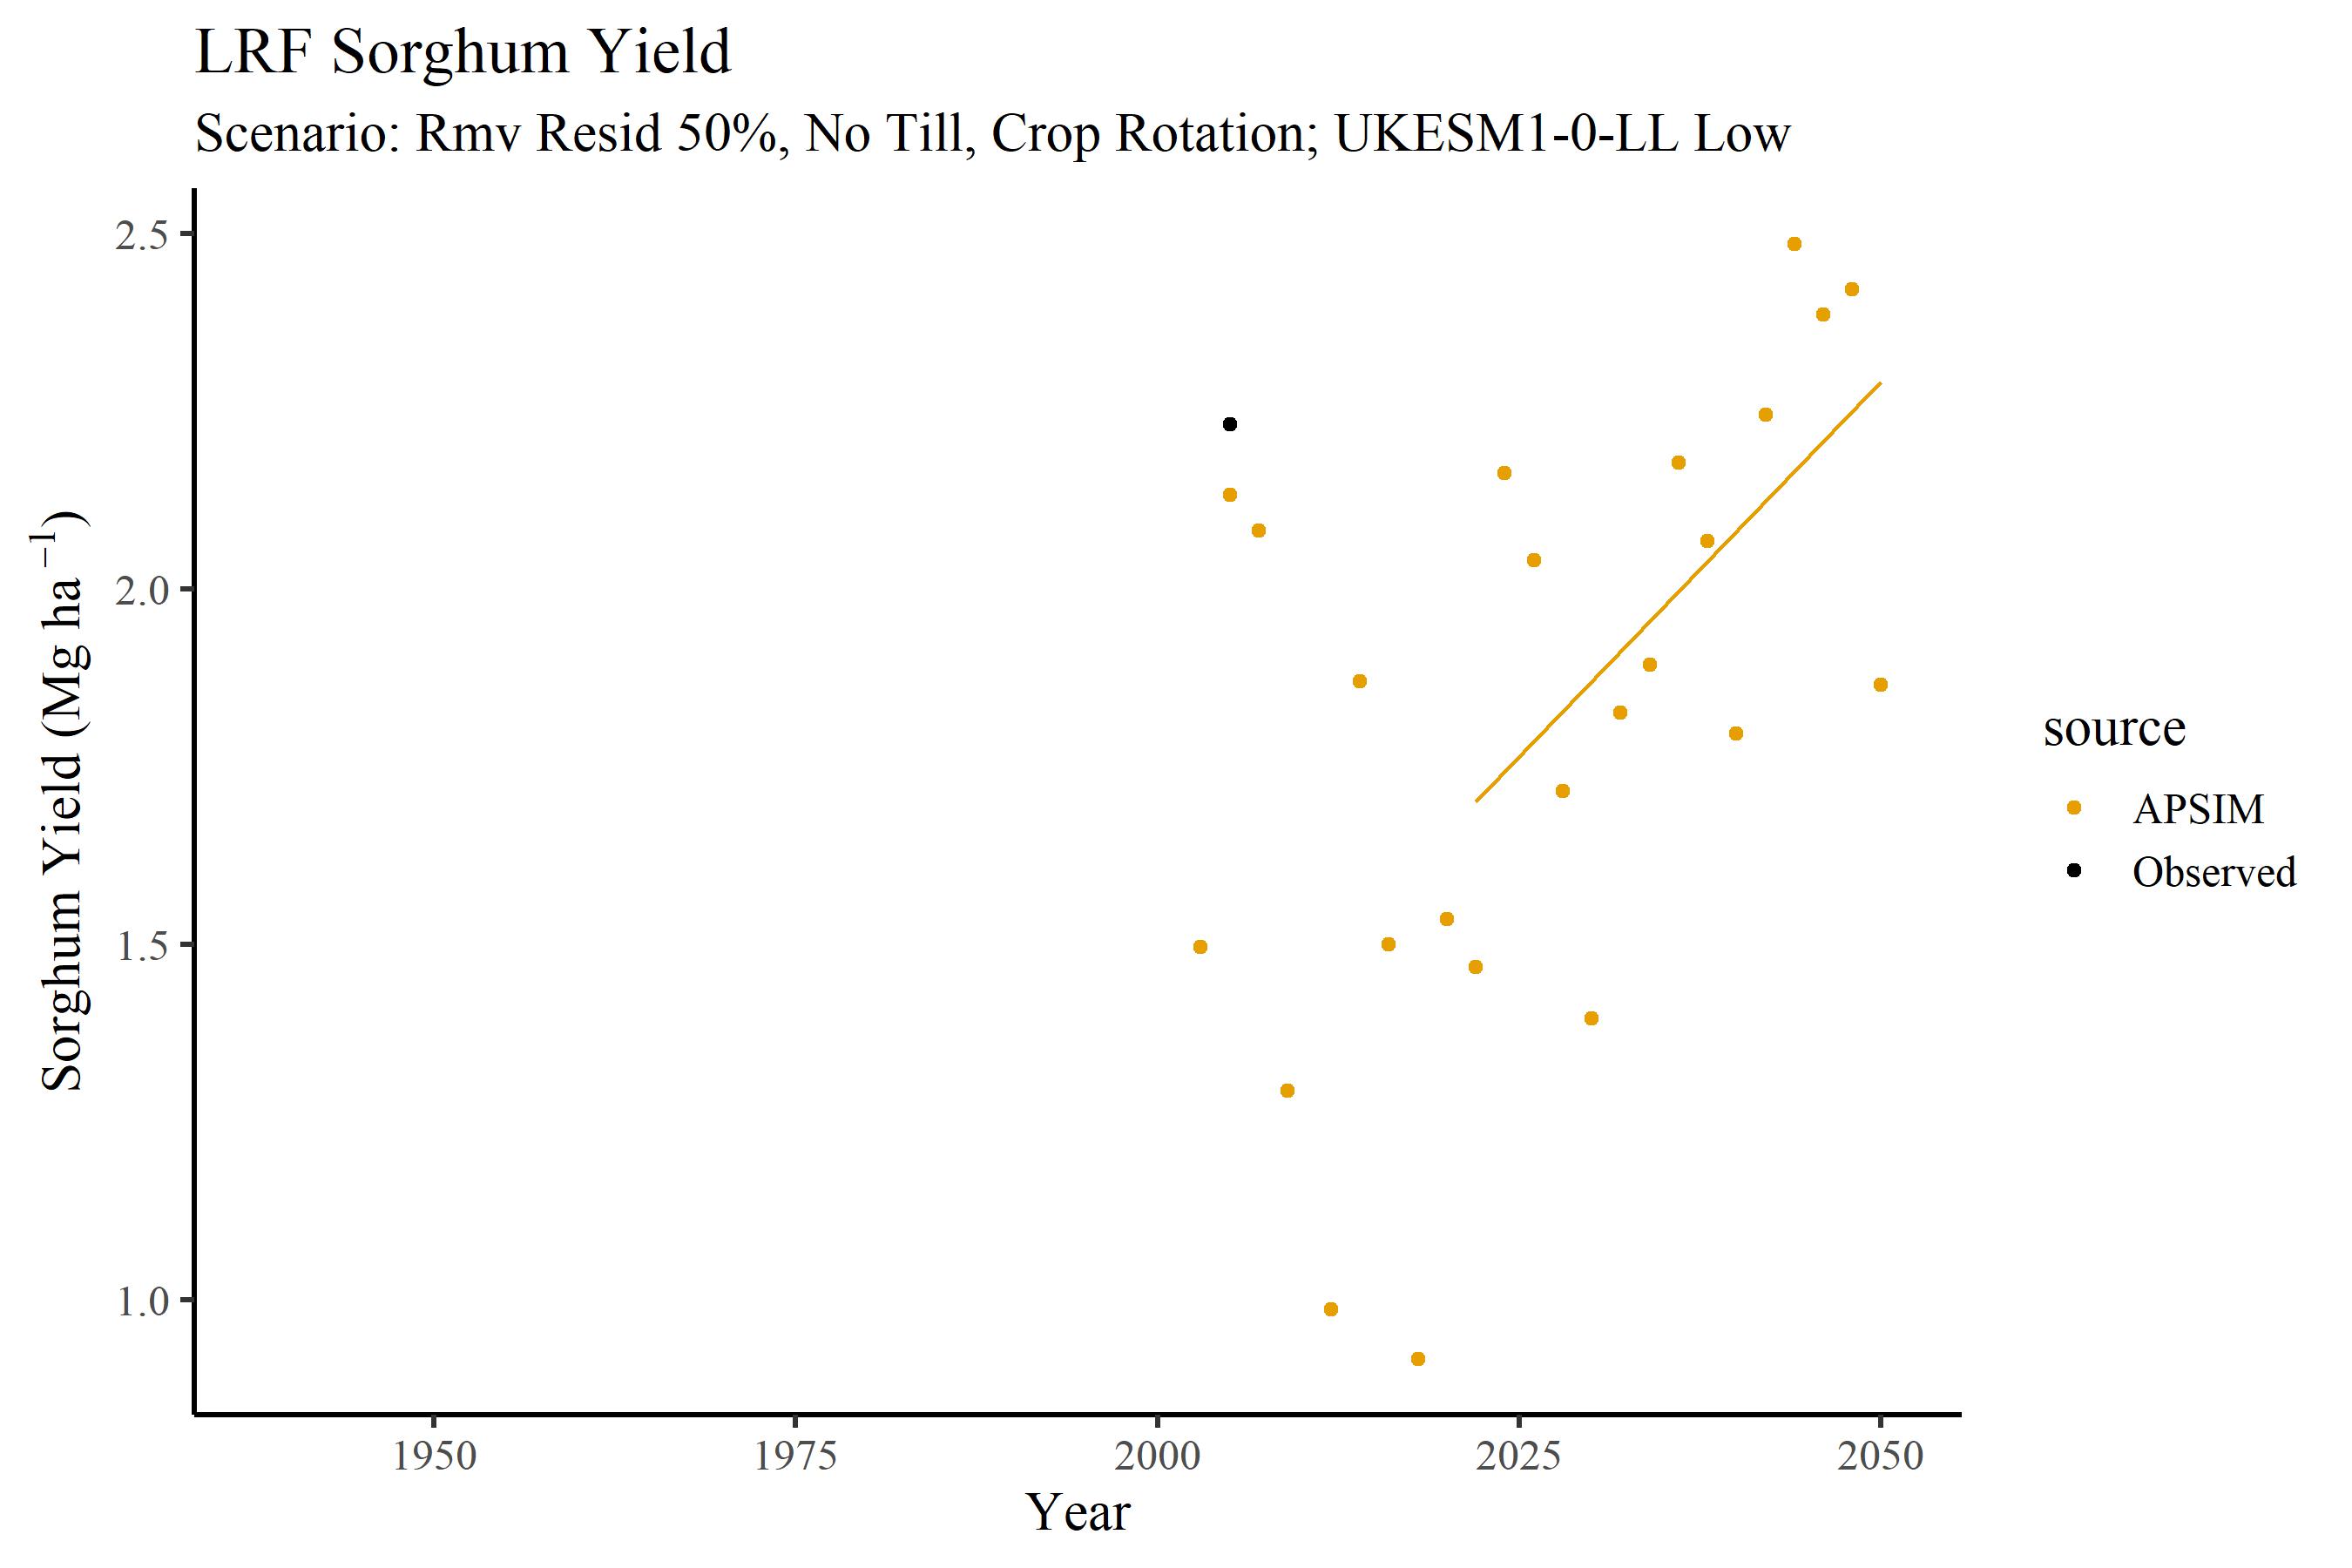 LRF Sorghum Yield
Scenario: Rmv Resid 50%, No Till, Crop Rotation; UKESM1-0-LL Low
Sorghum Yield (Mg ha⁻¹)
2.5
2.0
1.5
1.0
1950 1975 2000 2025 2050
Year
source
APSIM
Observed